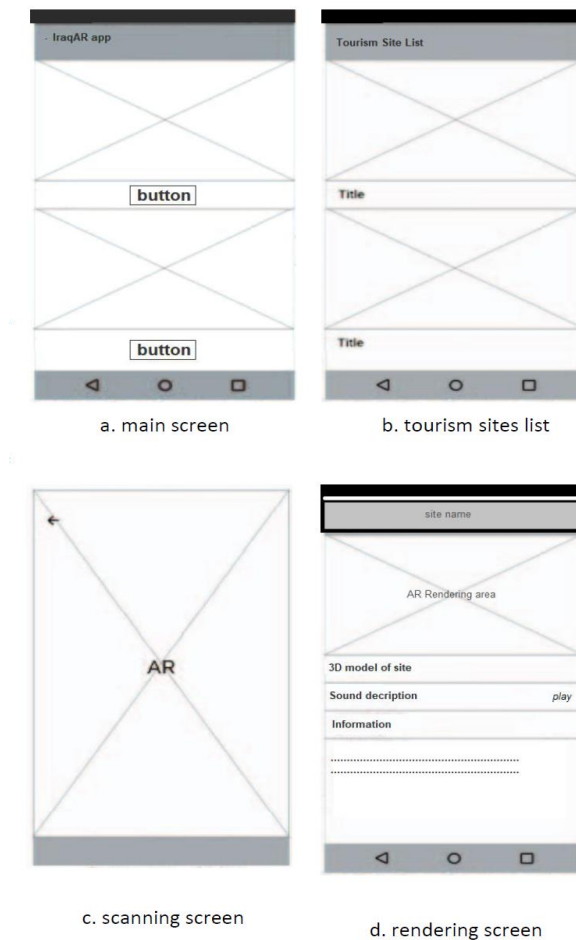 IraqAR app
button
button
a. main screen
Tourism Site List
Title
Title
b. tourism sites list
AR
c. scanning screen
site name
AR Rendering area
3D model of site
Sound decription play
Information
d. rendering screen